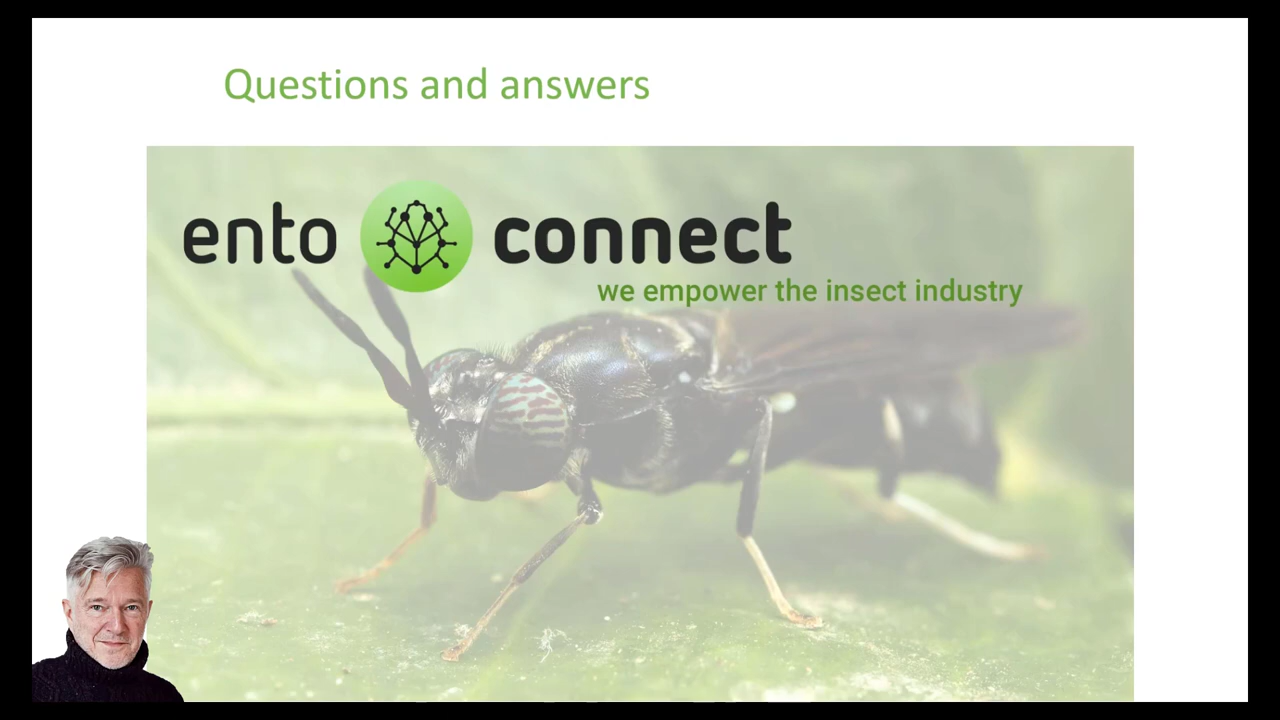 Questions and answers
ento connect
we empower the insect industry